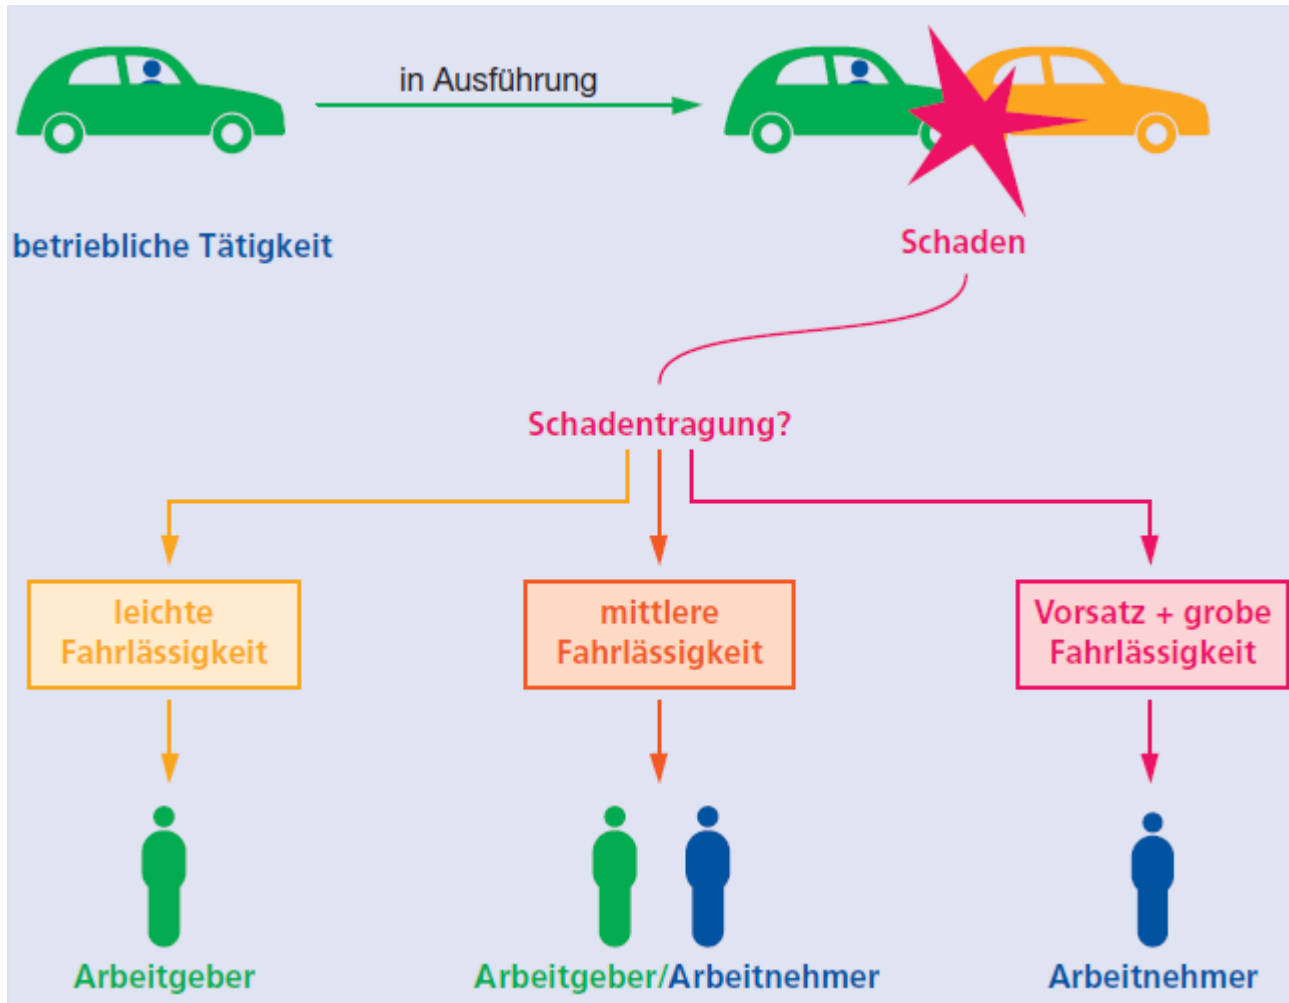 in Ausführung
betriebliche Tätigkeit
Schaden
Schadentragung?
leichte
Fahrlässigkeit
mittlere
Fahrlässigkeit
Vorsatz + grobe
Fahrlässigkeit
Arbeitgeber
Arbeitgeber/Arbeitnehmer
Arbeitnehmer